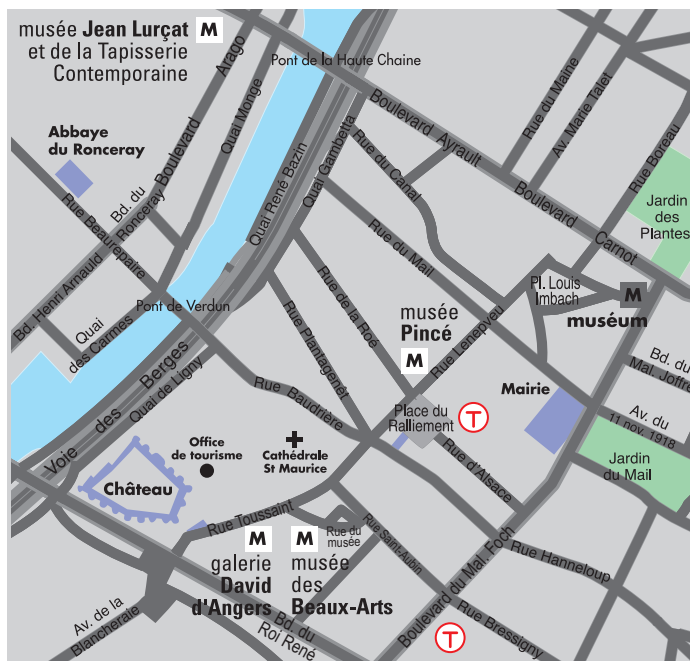 musée Jean Lurçat M
et de la Tapisserie
Contemporaine
Arago
Boulevard
Quai Monge
Pont de la Haute Chaine
Abbaye
du Ronceray
Bd. du
Ronceray
Rue Beaurepaire
Bd. Henri Arnauld
Quai
des Carmes
Pont de Verdun
Quai René Bazin
Quai Gambetta
Rue du Canal
Boulevard Ayrault
Rue du Maine
Av. Marie Talet
Rue Boreau
Boulevard Carnot
Jardin
des
Plantes
Rue du Mail
Pl. Louis
Imbach
M
muséum
Rue de la Roë
Rue Plantagenêt
musée
Pincé
M
Rue Lenepveu
Place du
Ralliement
T
Mairie
Bd. du
Mal. Joffre
Av. du
11 nov. 1918
Jardin
du Mail
Rue d'Alsace
Rue Baudrière
Voie des Berges
Quai de Ligny
Office
de tourisme
Cathédrale
St Maurice
Château
Rue Toussaint
M
galerie
David
d'Angers
M
musée
des
Beaux-Arts
Rue du
musée
Rue Saint-Aubin
Boulevard du Mal. Foch
Rue Hanneloup
Rue Bressigny
T
Bd. du
Roi René
Av. de la
Blancheraie